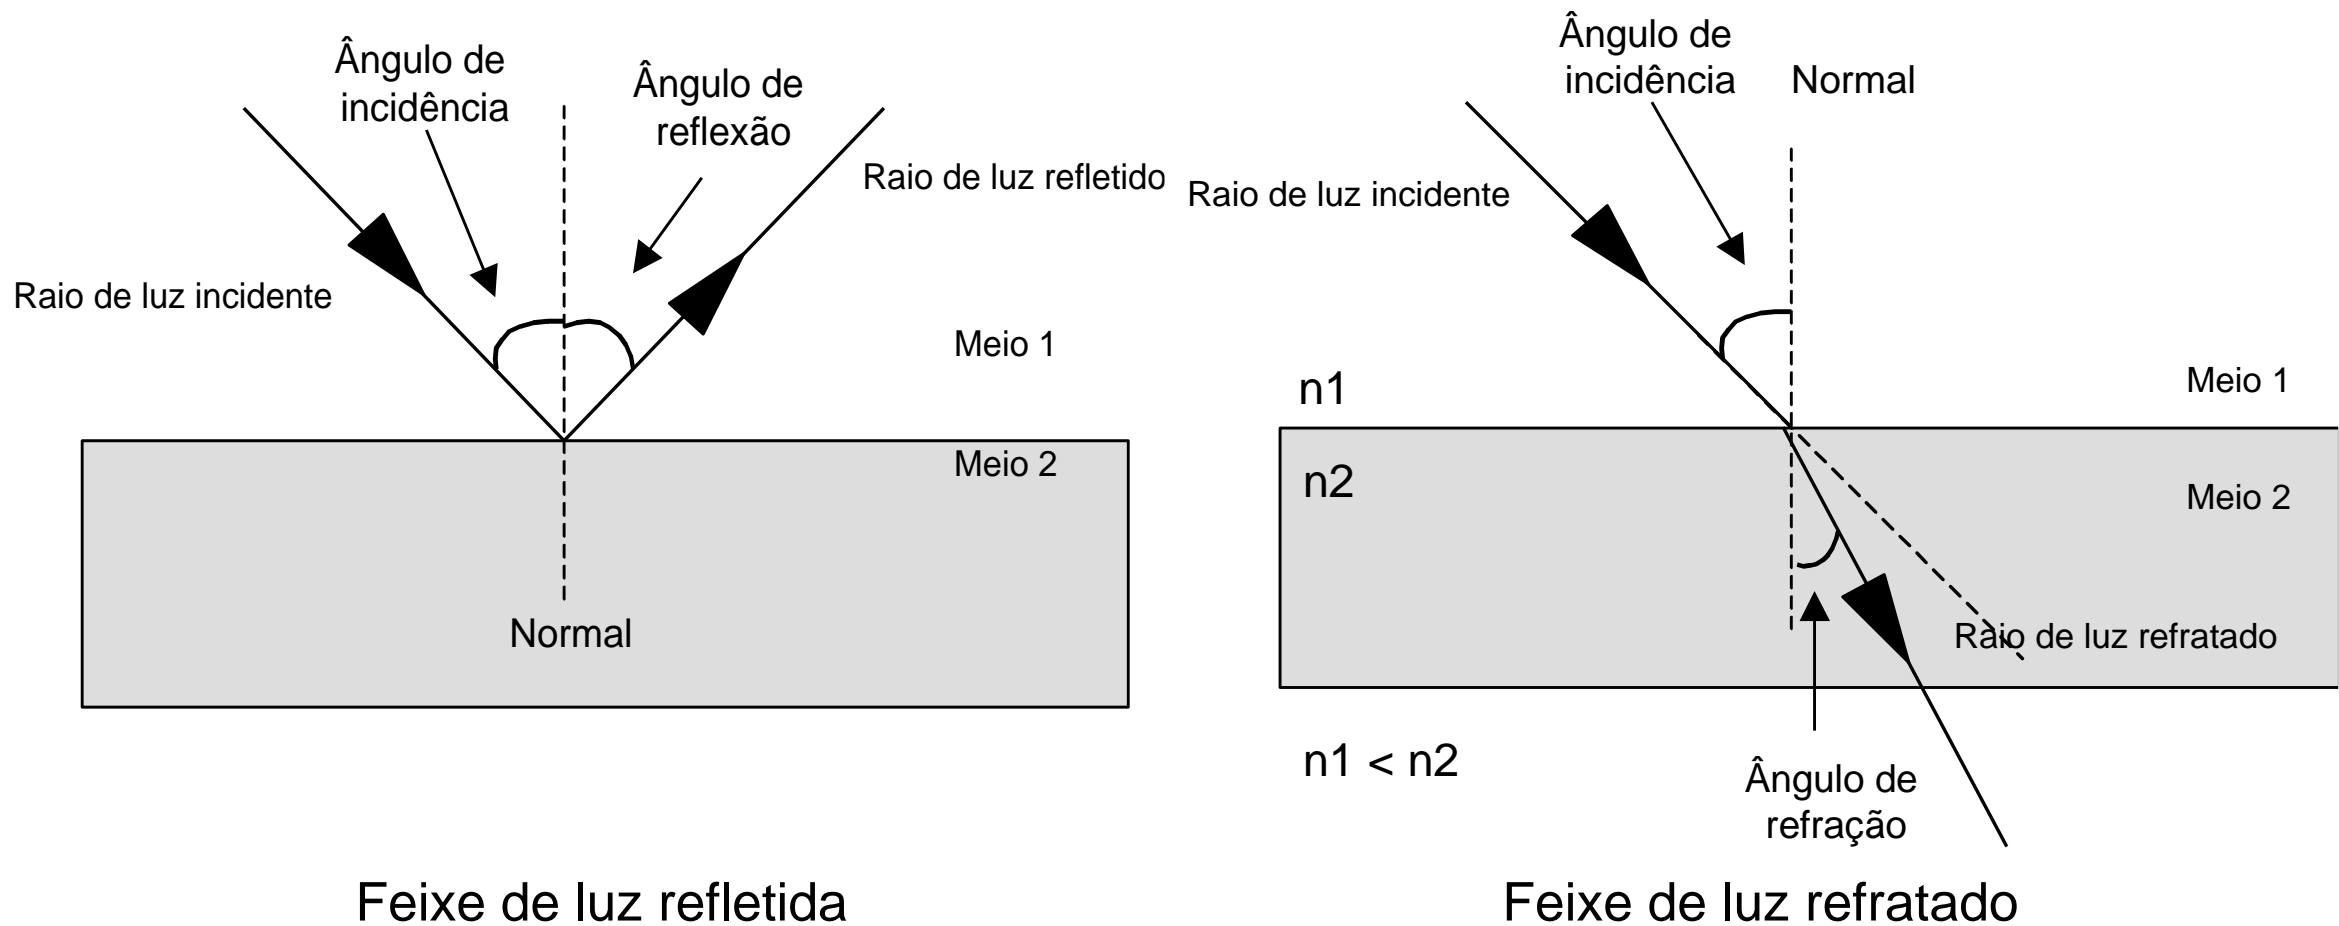 Ângulo de
incidência
Ângulo de
reflexão
Raio de luz refletido
Raio de luz incidente
Meio 1
Meio 2
Normal
Feixe de luz refletida
Ângulo de
incidência
Normal
Raio de luz incidente
n1
Meio 1
n2
Meio 2
Raio de luz refratado
n1 < n2
Ângulo de
refração
Feixe de luz refratado